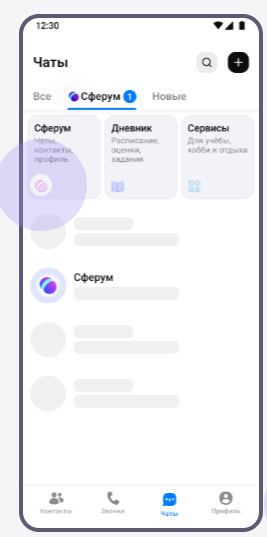 12:30
Чаты
Все Сферум 1 Новые
Сферум Дневник Сервисы
Чаты, Расписание, Для учёбы,
контакты, оценки, хобби и отдыха
профиль задания
Сферум
Контакты Звонки Чаты Профиль